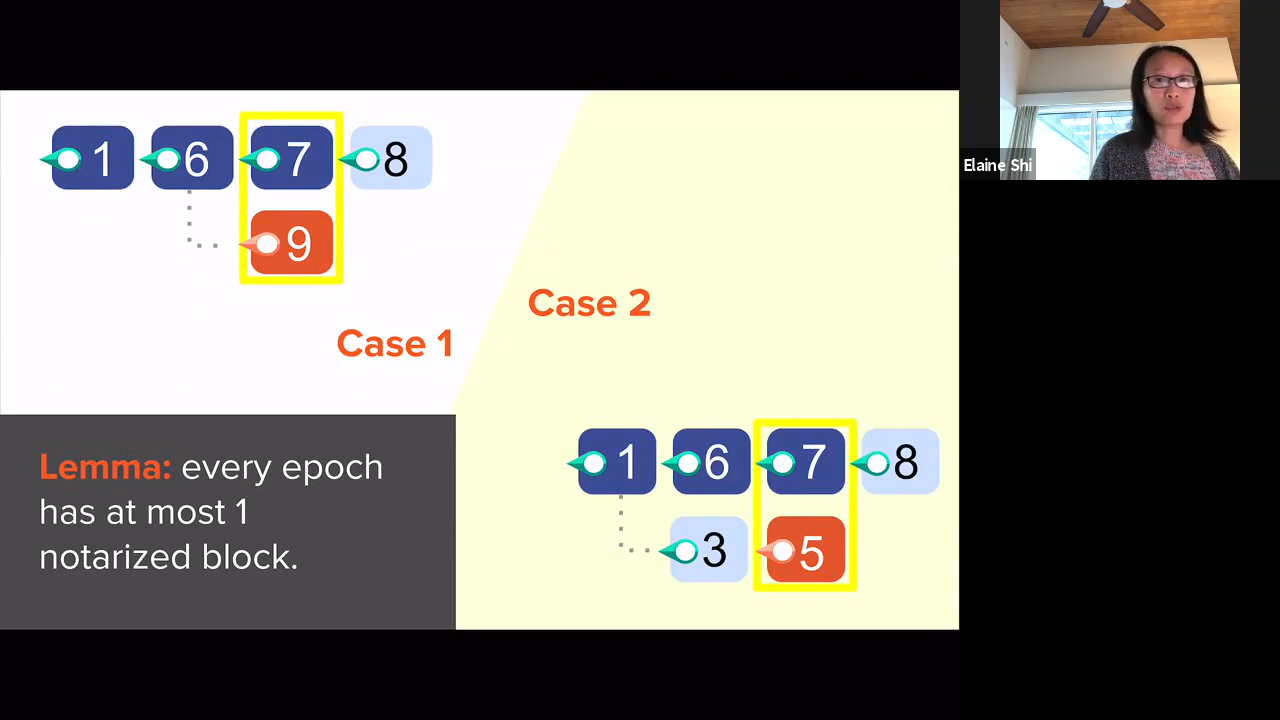 1 6 7 8
9
Case 1
Case 2
Lemma: every epoch
has at most 1
notarized block.
1 6 7 8
3 5
Elaine Shi